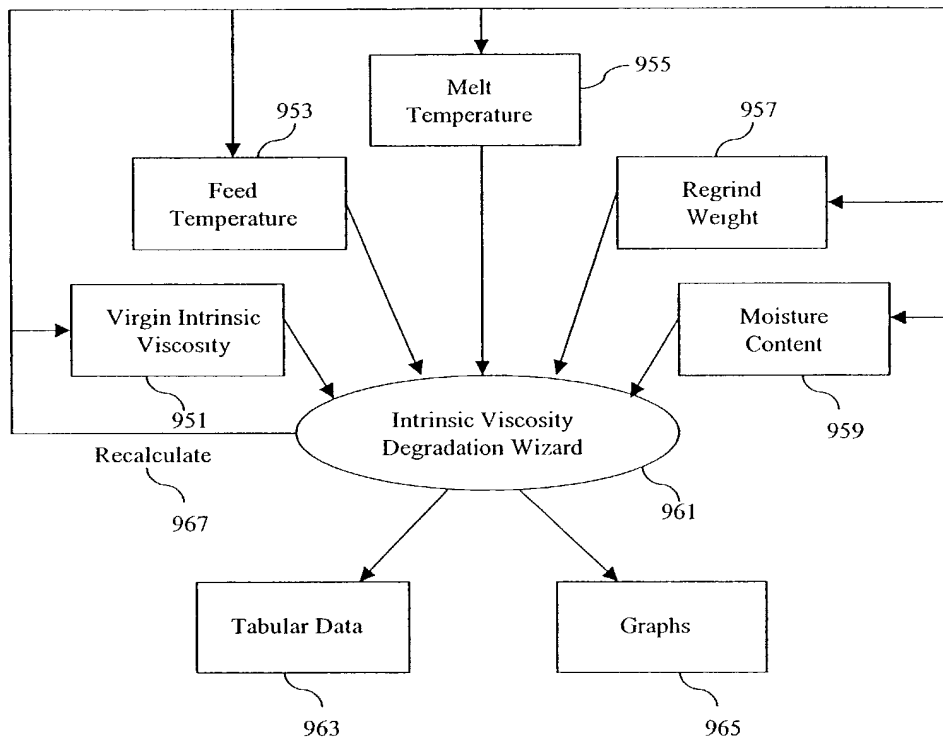 955
Melt
Temperature
953
957
Feed
Temperature
Regrind
Weight
Virgin Intrinsic
Viscosity
Moisture
Content
951
959
Intrinsic Viscosity
Degradation Wizard
Recalculate
967
961
Tabular Data
Graphs
963
965